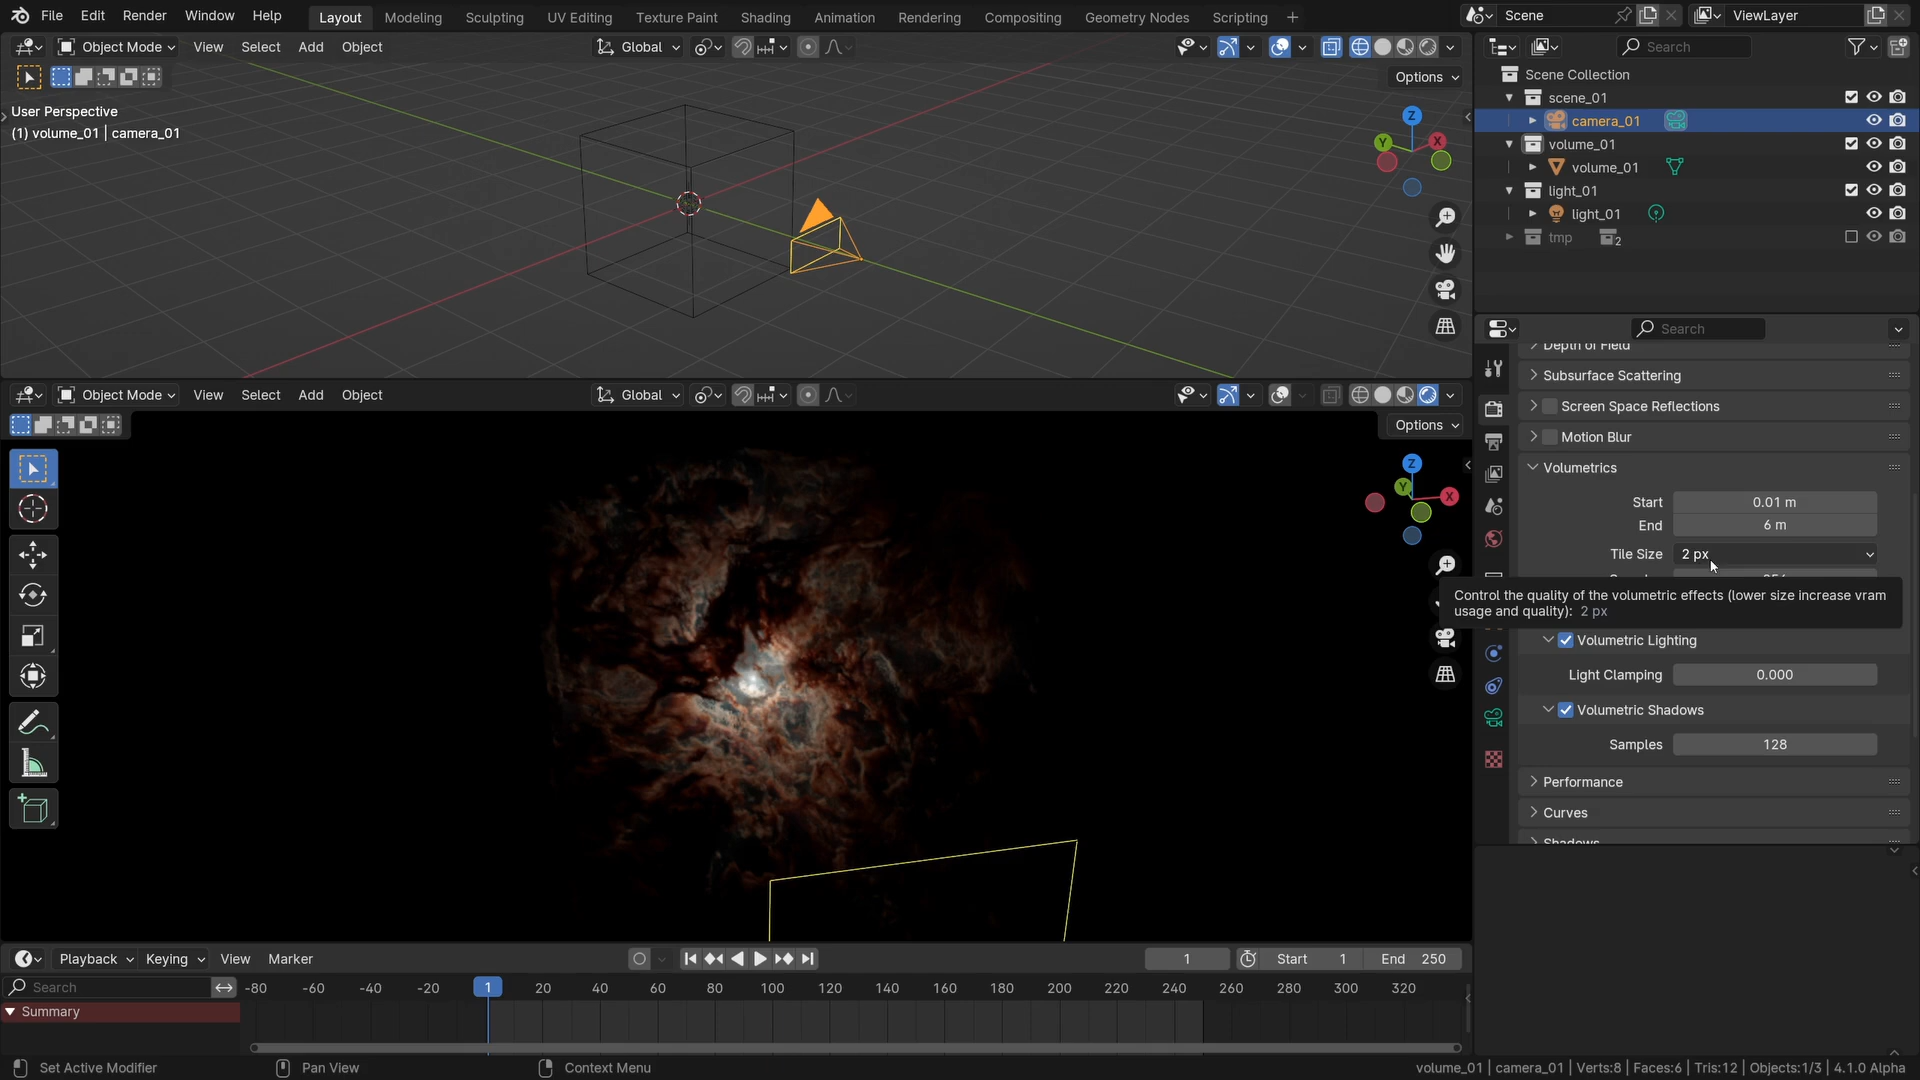 File Edit Render Window Help Layout Modeling Sculpting UV Editing Texture Paint Shading Animation Rendering Compositing Geometry Nodes Scripting + Scene ViewLayer
Object Mode View Select Add Object Global
Options
User Perspective
(1) volume_01 | camera_01
Z
Y
X
Search
Scene Collection
scene_01
camera_01
volume_01
volume_01
light_01
light_01
tmp 2
Object Mode View Select Add Object Global
Options
Z
Y
X
Search
Depth of Field
Subsurface Scattering
Screen Space Reflections
Motion Blur
Volumetrics
Start 0.01 m
End 6 m
Tile Size 2 px
Control the quality of the volumetric effects (lower size increase vram
usage and quality): 2 px
Volumetric Lighting
Light Clamping 0.000
Volumetric Shadows
Samples 128
Performance
Curves
Shadows
Playback Keying View Marker 1 Start 1 End 250
Search -80 -60 -40 -20 1 20 40 60 80 100 120 140 160 180 200 220 240 260 280 300 320
Summary
Set Active Modifier Pan View Context Menu volume_01 | camera_01 | Verts:8 | Faces:6 | Tris:12 | Objects:1/3 | 4.1.0 Alpha